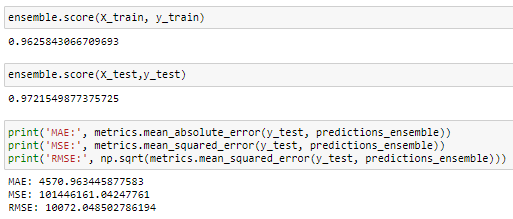 ensemble.score(X_train, y_train)
0.9625843066709693
ensemble.score(X_test,y_test)
0.9721549877375725
print('MAE:', metrics.mean_absolute_error(y_test, predictions_ensemble))
print('MSE:', metrics.mean_squared_error(y_test, predictions_ensemble))
print('RMSE:', np.sqrt(metrics.mean_squared_error(y_test, predictions_ensemble)))
MAE: 4570.963445877583
MSE: 101446161.04247761
RMSE: 10072.048502786194